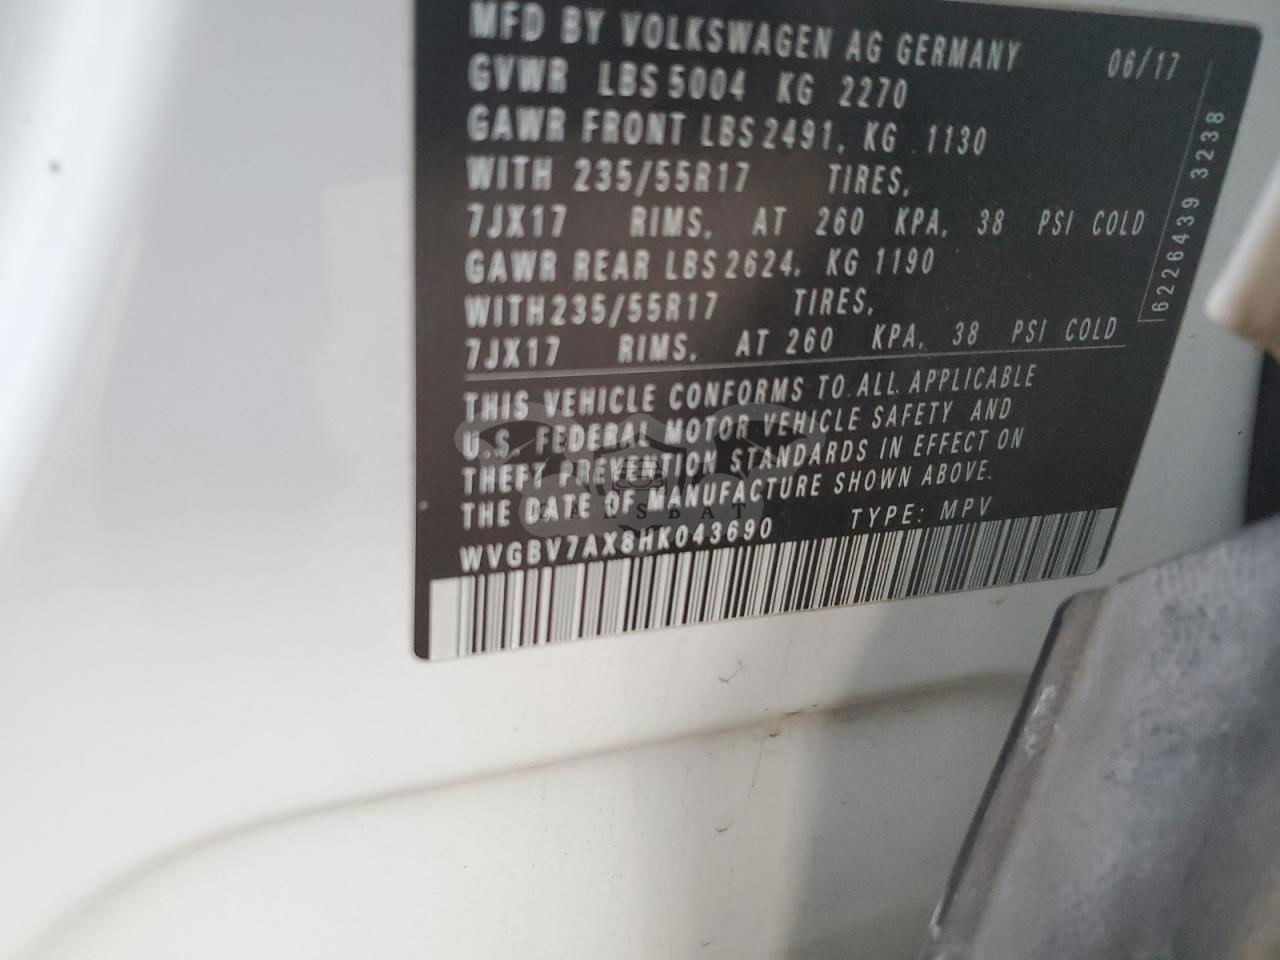 MFD BY VOLKSWAGEN AG GERMANY 06/17
GVWR LBS 5004 KG 2270
GAWR FRONT LBS 2491, KG 1130
WITH 235/55R17 TIRES,
7JX17 RIMS, AT 260 KPA, 38 PSI COLD
GAWR REAR LBS 2624, KG 1190
WITH 235/55R17 TIRES,
7JX17 RIMS, AT 260 KPA, 38 PSI COLD
6226439 3238
THIS VEHICLE CONFORMS TO ALL APPLICABLE
U.S. FEDERAL MOTOR VEHICLE SAFETY AND
THEFT PREVENTION STANDARDS IN EFFECT ON
THE DATE OF MANUFACTURE SHOWN ABOVE.
WVGBV7AX8HK043690 TYPE: MPV
CARSBAT